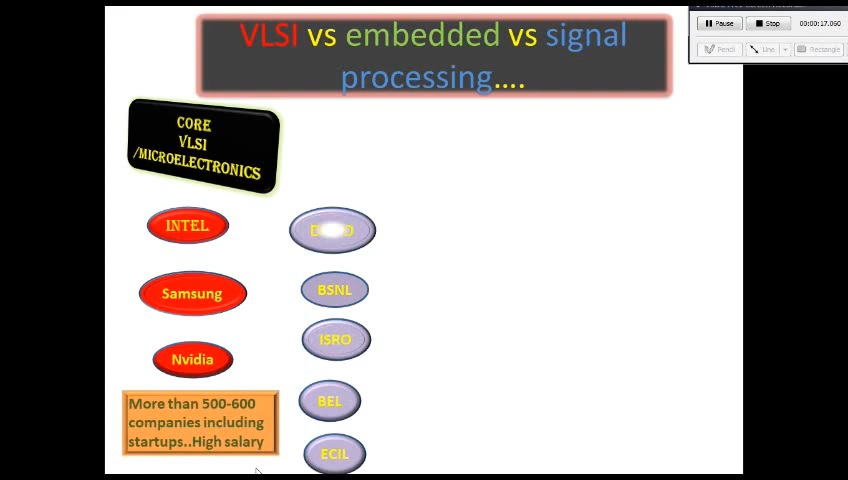 VLSI vs embedded vs signal
processing....
CORE
VLSI
/MICROELECTRONICS
INTEL
Samsung
Nvidia
More than 500-600
companies including
startups..High salary
BSNL
ISRO
BEL
ECIL
Pause
Stop
00:00:17.060
Line
Rectangle